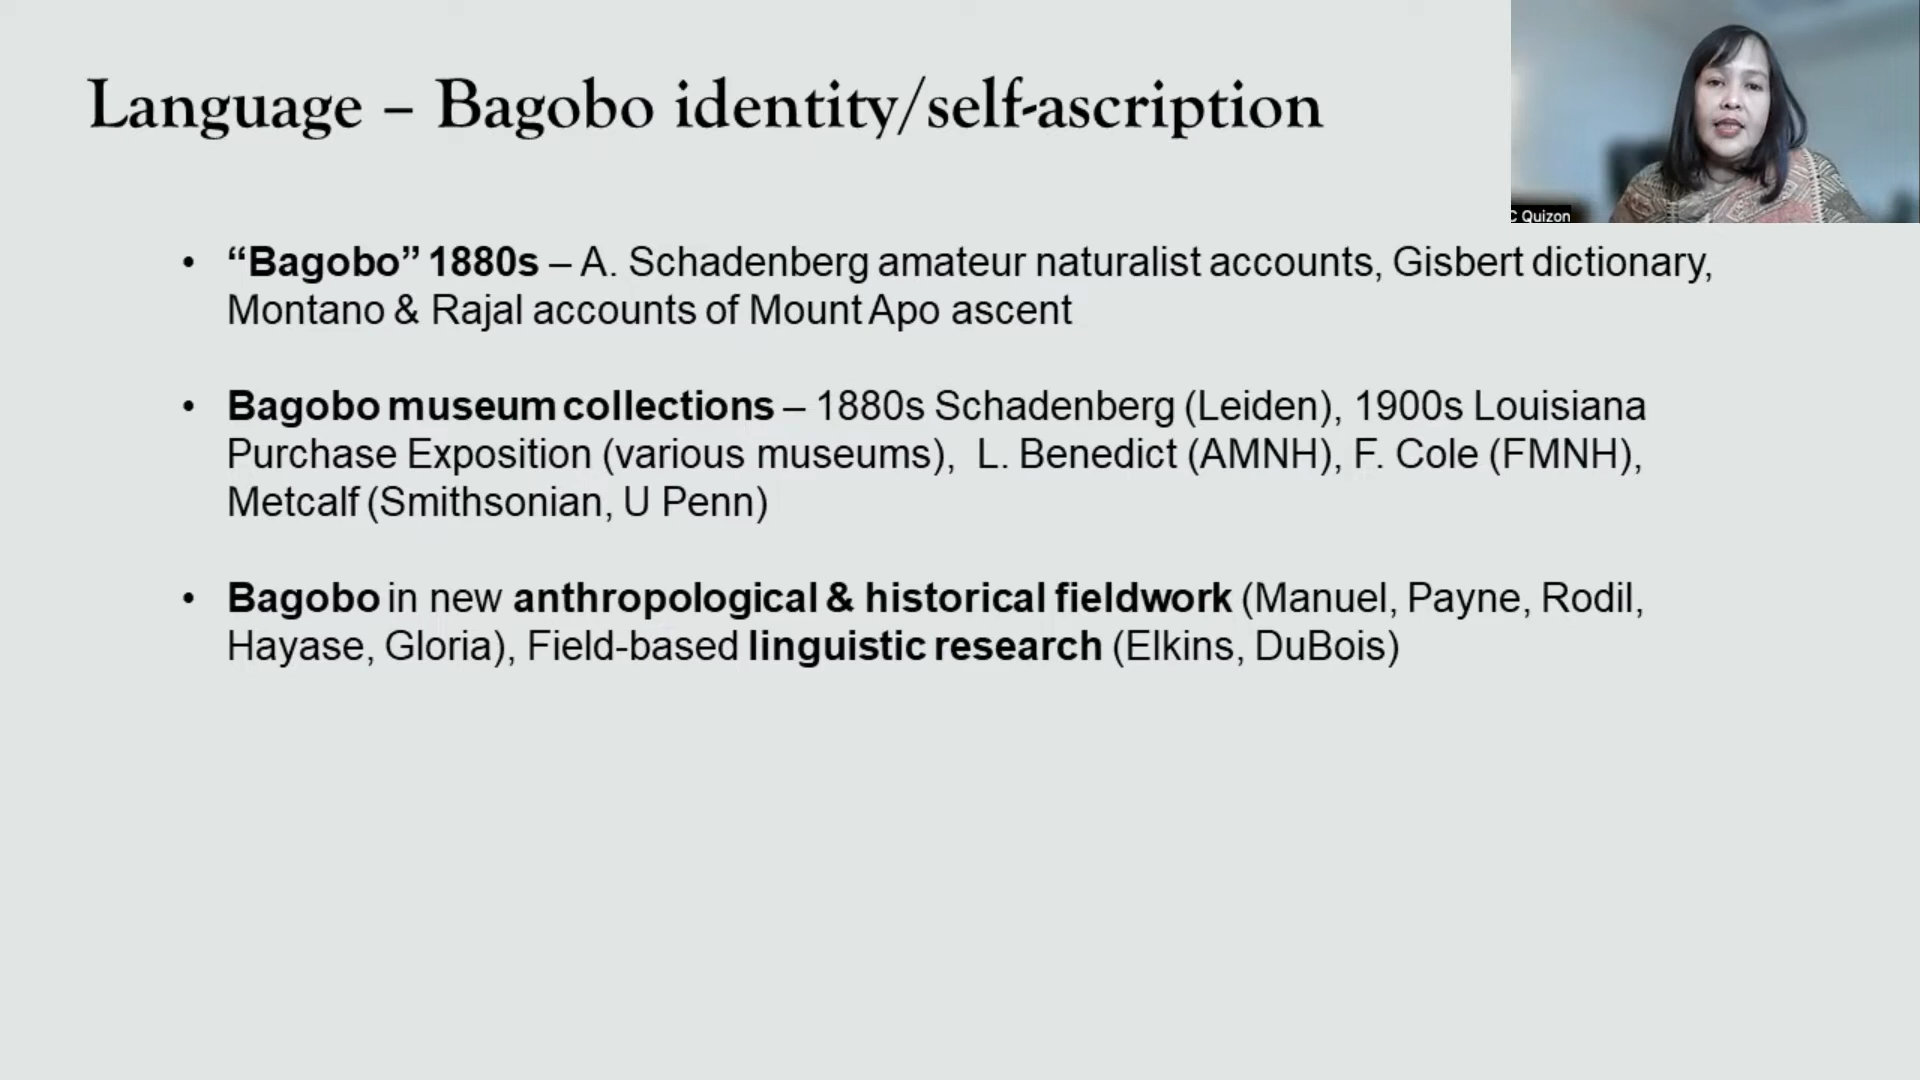 Language – Bagobo identity/self-ascription
C Quizon
• “Bagobo” 1880s – A. Schadenberg amateur naturalist accounts, Gisbert dictionary,
Montano & Rajal accounts of Mount Apo ascent
• Bagobo museum collections – 1880s Schadenberg (Leiden), 1900s Louisiana
Purchase Exposition (various museums), L. Benedict (AMNH), F. Cole (FMNH),
Metcalf (Smithsonian, U Penn)
• Bagobo in new anthropological & historical fieldwork (Manuel, Payne, Rodil,
Hayase, Gloria), Field-based linguistic research (Elkins, DuBois)